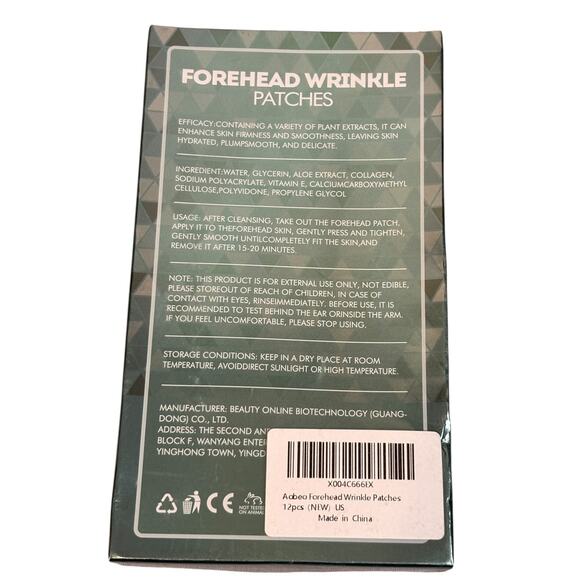 FOREHEAD WRINKLE
PATCHES
EFFICACY:CONTAINING A VARIETY OF PLANT EXTRACTS, IT CAN
ENHANCE SKIN FIRMNESS AND SMOOTHNESS, LEAVING SKIN
HYDRATED, PLUMPSMOOTH, AND DELICATE.
INGREDIENT:WATER, GLYCERIN, ALOE EXTRACT, COLLAGEN,
SODIUM POLYACRYLATE, VITAMIN E, CALCIUMCARBOXYMETHYL
CELLULOSE,POLYVIDONE, PROPYLENE GLYCOL
USAGE: AFTER CLEANSING, TAKE OUT THE FOREHEAD PATCH,
APPLY IT TO THEFOREHEAD SKIN, GENTLY PRESS AND TIGHTEN,
GENTLY SMOOTH UNTILCOMPLETELY FIT THE SKIN,AND
REMOVE IT AFTER 15-20 MINUTES.
NOTE: THIS PRODUCT IS FOR EXTERNAL USE ONLY, NOT EDIBLE,
PLEASE STOREOUT OF REACH OF CHILDREN, IN CASE OF
CONTACT WITH EYES, RINSEIMMEDIATELY. BEFORE USE, IT IS
RECOMMENDED TO TEST BEHIND THE EAR ORINSIDE THE ARM.
IF YOU FEEL UNCOMFORTABLE, PLEASE STOP USING.
STORAGE CONDITIONS: KEEP IN A DRY PLACE AT ROOM
TEMPERATURE, AVOIDDIRECT SUNLIGHT OR HIGH TEMPERATURE.
MANUFACTURER: BEAUTY ONLINE BIOTECHNOLOGY (GUANG-
DONG) CO., LTD.
ADDRESS: THE SECOND AN
BLOCK F, WANYANG ENTE
YINGHONG TOWN, YINGD
CE
NOT TESTED
ON ANIMAL
X004C666EX
Aobeo Forehead Wrinkle Patches
12pcs (NEW) US
Made in China